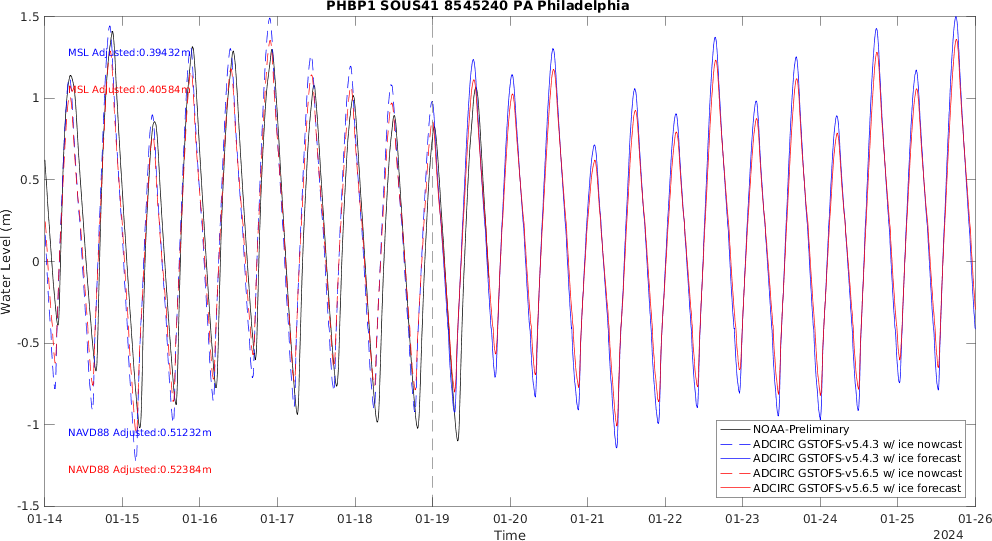 PHBP1 SOUS41 8545240 PA Philadelphia
1.5
MSL Adjusted:0.39432m
MSL Adjusted:0.40584m
1
0.5
0
-0.5
-1
-1.5
Water Level (m)
NAVD88 Adjusted:0.51232m
NAVD88 Adjusted:0.52384m
NOAA-Preliminary
ADCIRC GSTOFS-v5.4.3 w/ ice nowcast
ADCIRC GSTOFS-v5.4.3 w/ ice forecast
ADCIRC GSTOFS-v5.6.5 w/ ice nowcast
ADCIRC GSTOFS-v5.6.5 w/ ice forecast
01-14 01-15 01-16 01-17 01-18 01-19 01-20 01-21 01-22 01-23 01-24 01-25 01-26
Time
2024